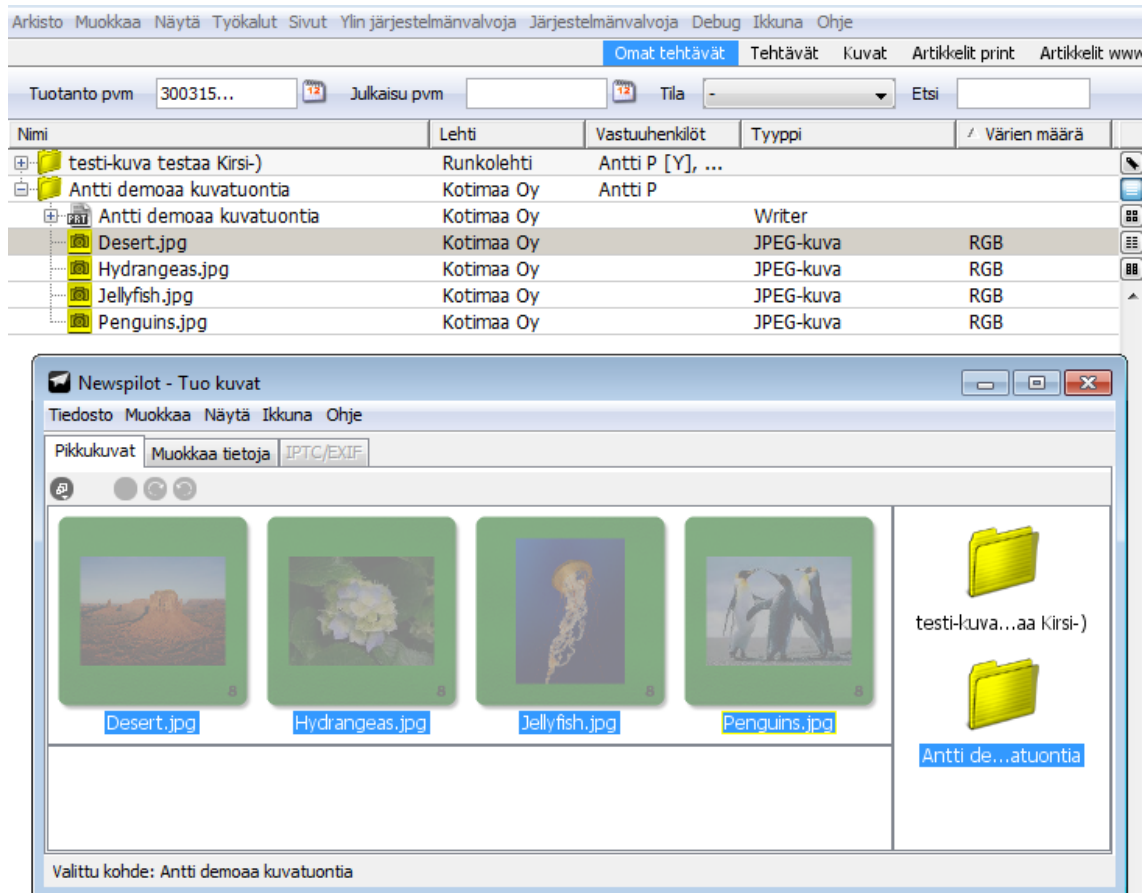 Arkisto Muokkaa Näytä Työkalut Sivut Ylin järjestelmänvalvoja Järjestelmänvalvoja Debug Ikkuna Ohje
Omat tehtävät Tehtävät Kuvat Artikkelit print Artikkelit www
Tuotanto pvm 300315... 12 Julkaisu pvm 12 Tila - Etsi
Nimi Lehti Vastuuhenkilöt Tyyppi Värien määrä
testi-kuva testaa Kirsi-) Runkolehti Antti P [Y], ...
Antti demoaa kuvatuontia Kotimaa Oy Antti P
PRT Antti demoaa kuvatuontia Kotimaa Oy Writer
Desert.jpg Kotimaa Oy JPEG-kuva RGB
Hydrangeas.jpg Kotimaa Oy JPEG-kuva RGB
Jellyfish.jpg Kotimaa Oy JPEG-kuva RGB
Penguins.jpg Kotimaa Oy JPEG-kuva RGB
Newspilot - Tuo kuvat
Tiedosto Muokkaa Näytä Ikkuna Ohje
Pikkukuvat Muokkaa tietoja IPTC/EXIF
8 8 8 8
Desert.jpg Hydrangeas.jpg Jellyfish.jpg Penguins.jpg
testi-kuva...aa Kirsi-)
Antti de...atuontia
Valittu kohde: Antti demoaa kuvatuontia